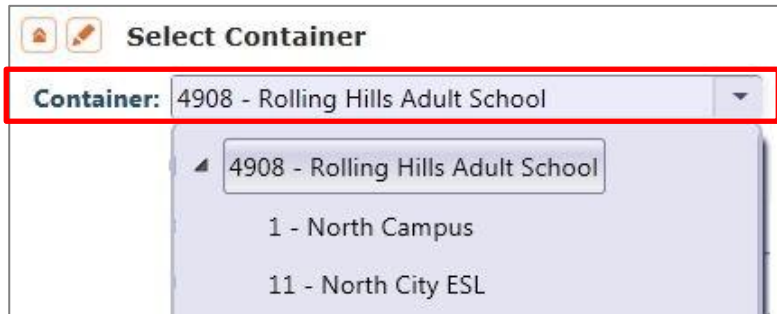 Select Container
Container: 4908 - Rolling Hills Adult School
4908 - Rolling Hills Adult School
1 - North Campus
11 - North City ESL